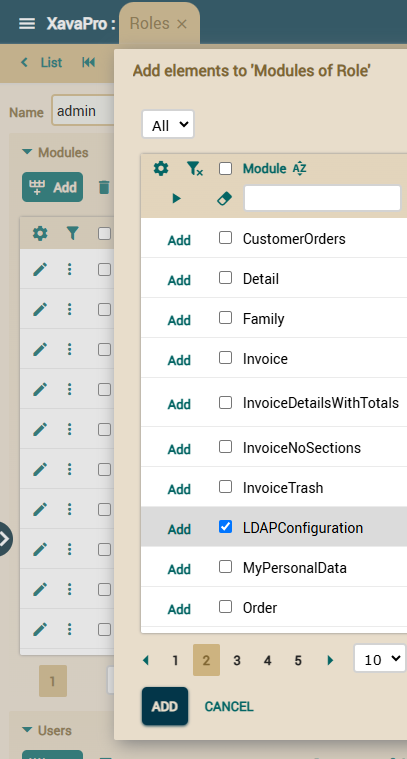 XavaPro : Roles ×
List
Add elements to 'Modules of Role'
Name admin
All
Modules
Add
Module
Add CustomerOrders
Add Detail
Add Family
Add Invoice
Add InvoiceDetailsWithTotals
Add InvoiceNoSections
Add InvoiceTrash
Add LDAPConfiguration
Add MyPersonalData
Add Order
1 2 3 4 5 10
1
ADD CANCEL
Users